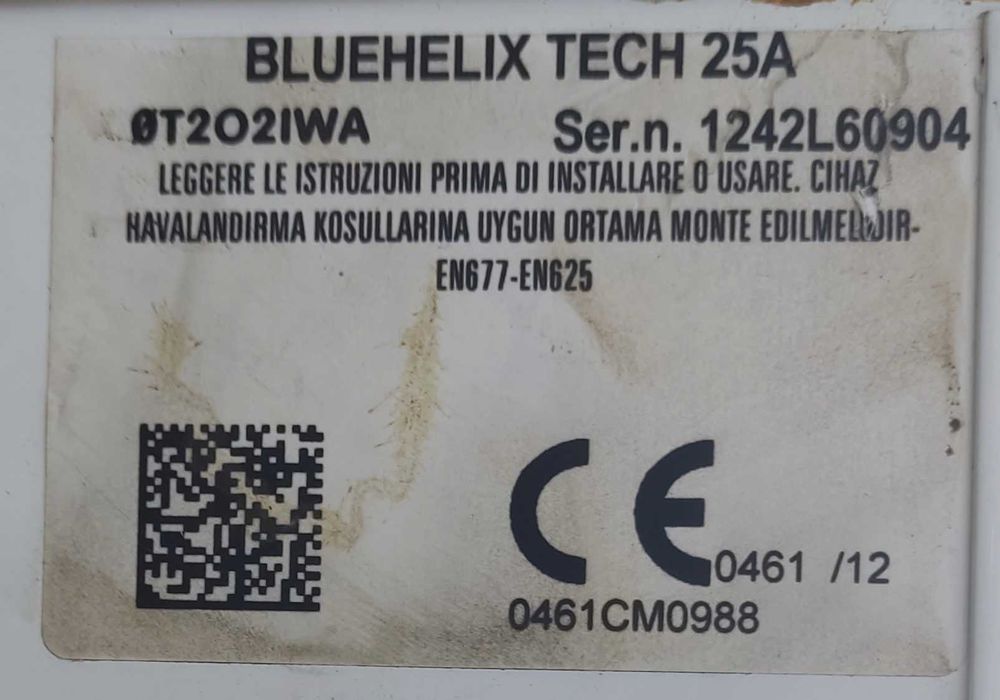 BLUEHELIX TECH 25A
0T2O2IWA Ser.n. 1242L60904
LEGGERE LE ISTRUZIONI PRIMA DI INSTALLARE O USARE. CIHAZ
HAVALANDIRMA KOSULLARINA UYGUN ORTAMA MONTE EDILMELIDIR-
EN677-EN625
CE 0461 /12
0461CM0988